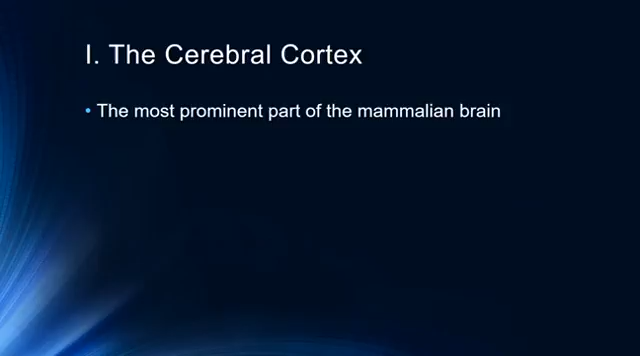 I. The Cerebral Cortex
• The most prominent part of the mammalian brain